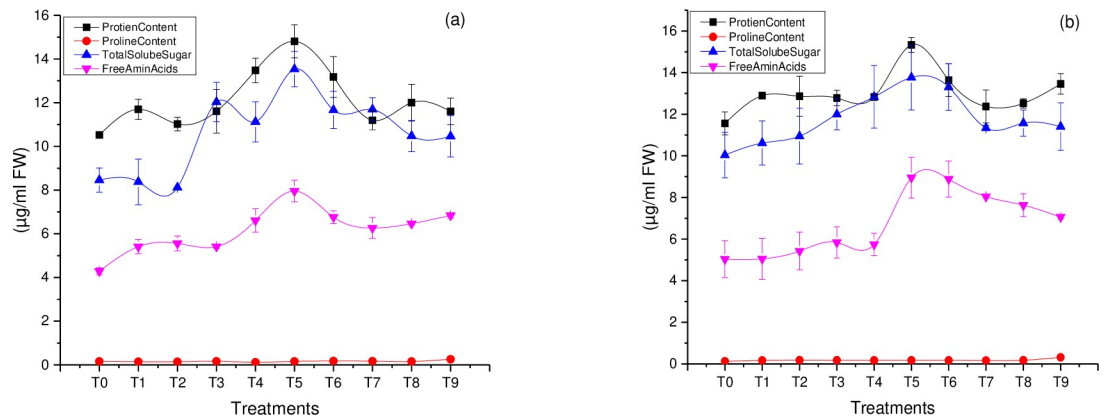 (a)
ProtienContent
ProlineContent
TotalSolubeSugar
FreeAminAcids
16
14
12
10
8
6
4
2
0
(µg/ml FW)
T0 T1 T2 T3 T4 T5 T6 T7 T8 T9
Treatments
(b)
ProtienContent
ProlineContent
TotalSolubeSugar
FreeAminAcids
16
14
12
10
8
6
4
2
0
(µg/ml FW)
T0 T1 T2 T3 T4 T5 T6 T7 T8 T9
Treatments